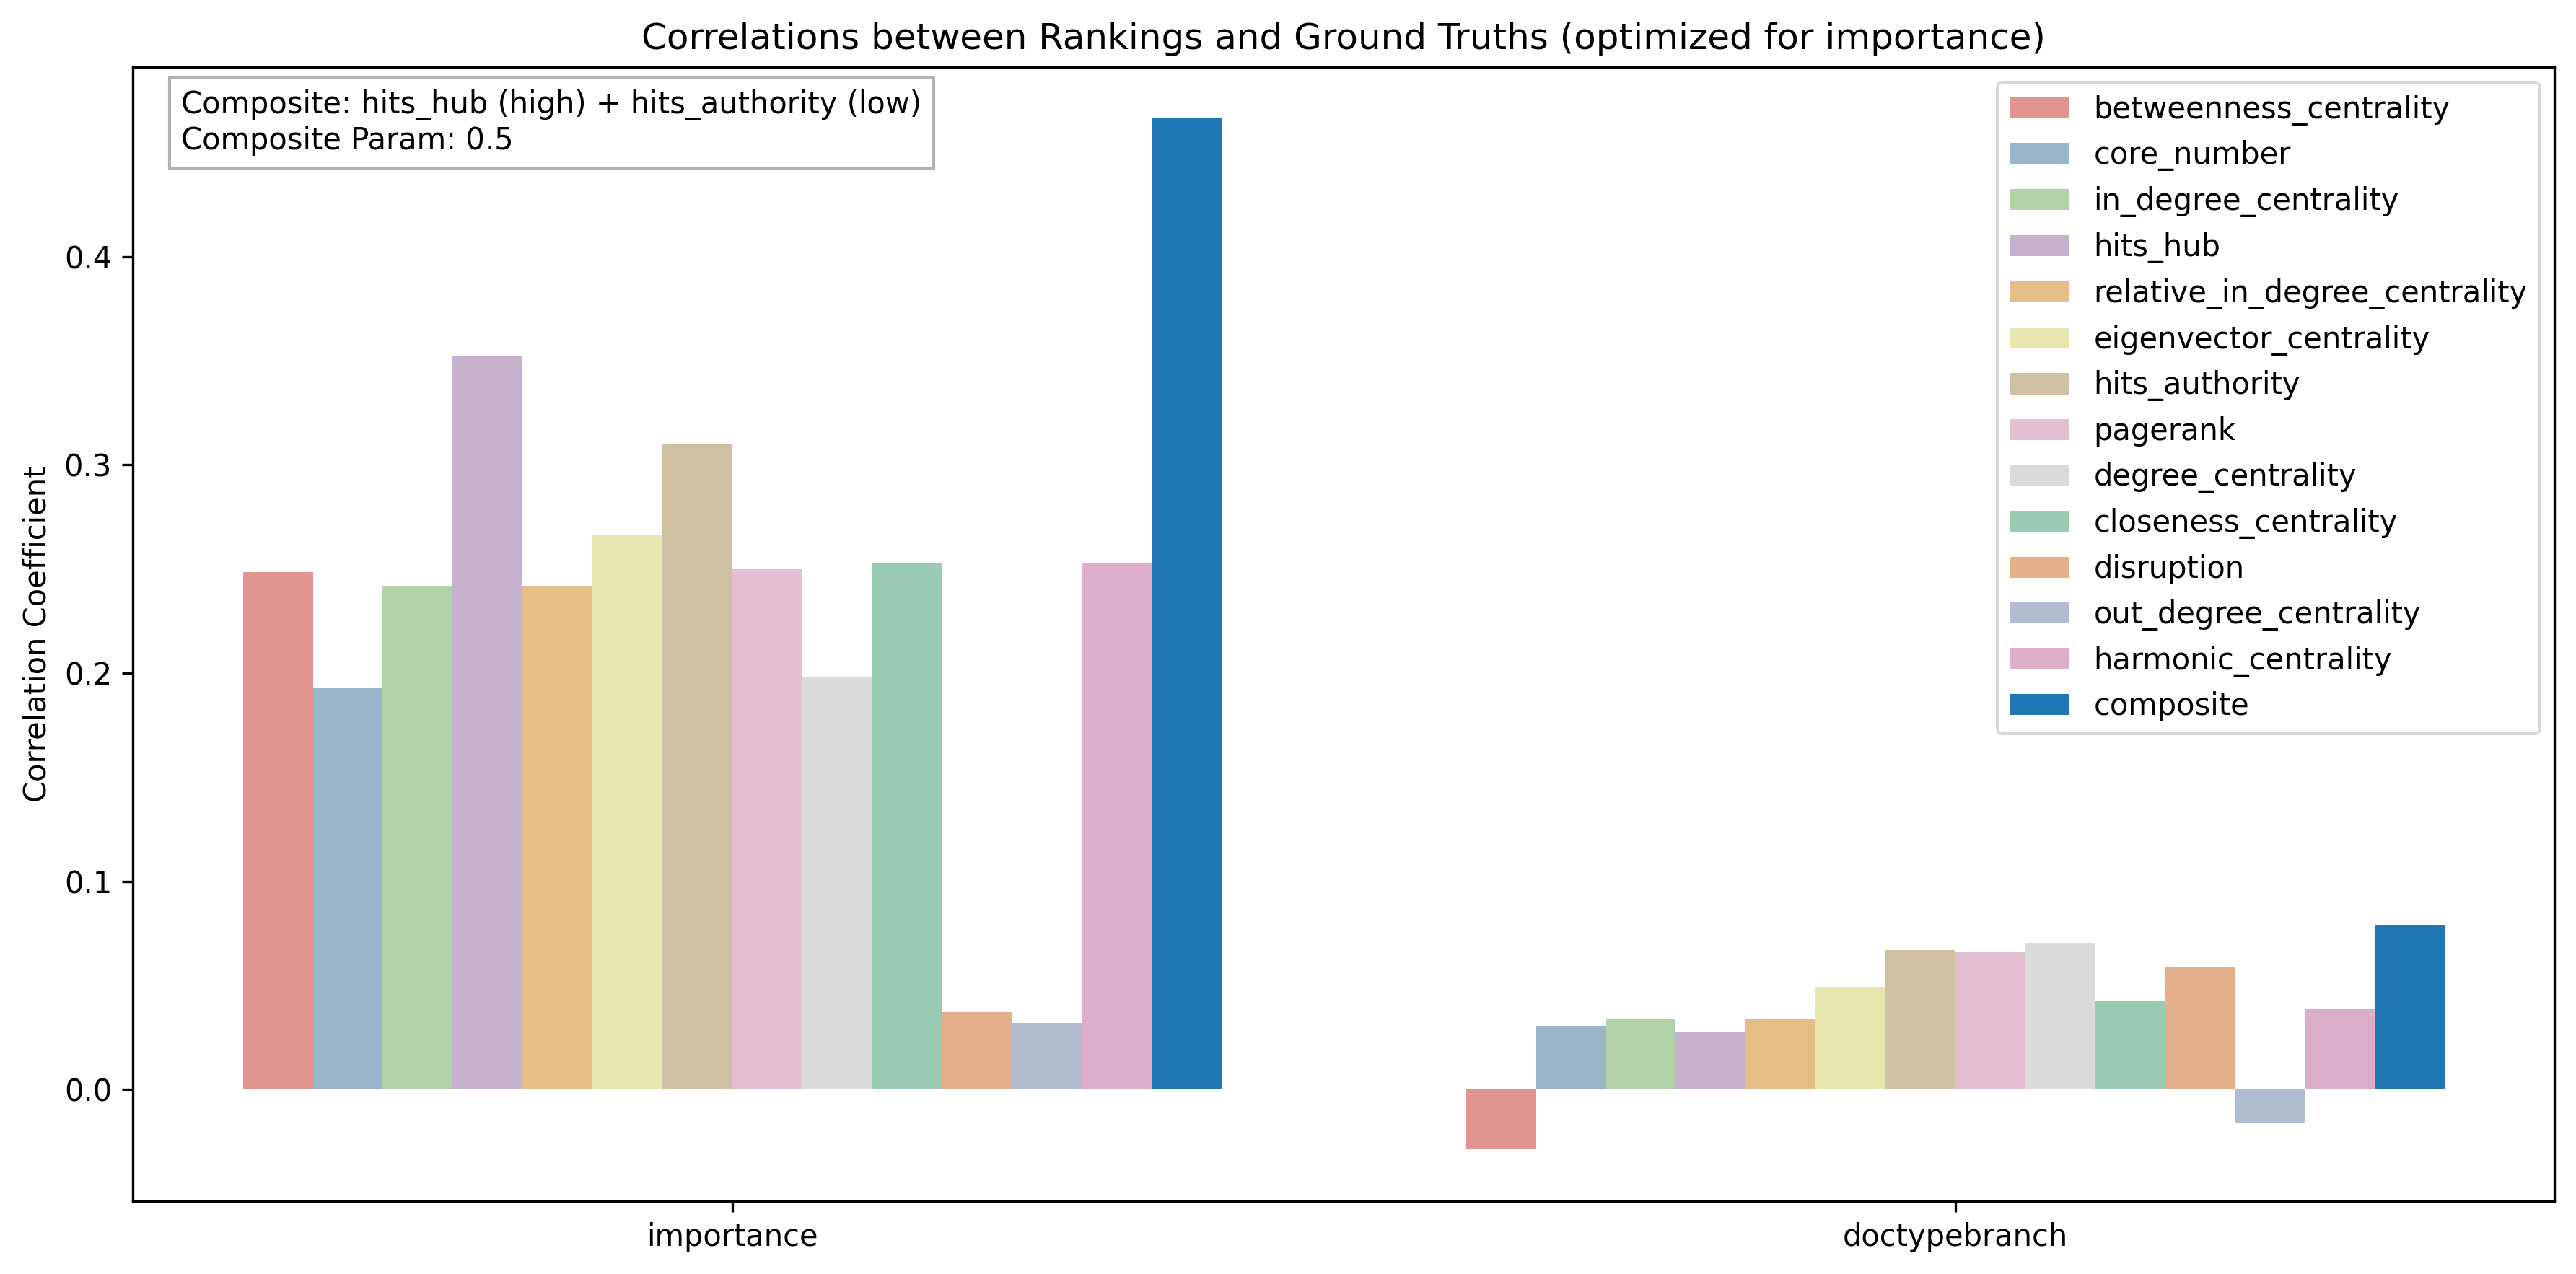 Correlations between Rankings and Ground Truths (optimized for importance)
Composite: hits_hub (high) + hits_authority (low)
Composite Param: 0.5
betweenness_centrality
core_number
in_degree_centrality
hits_hub
relative_in_degree_centrality
eigenvector_centrality
hits_authority
pagerank
degree_centrality
closeness_centrality
disruption
out_degree_centrality
harmonic_centrality
composite
Correlation Coefficient
0.4
0.3
0.2
0.1
0.0
importance
doctypebranch